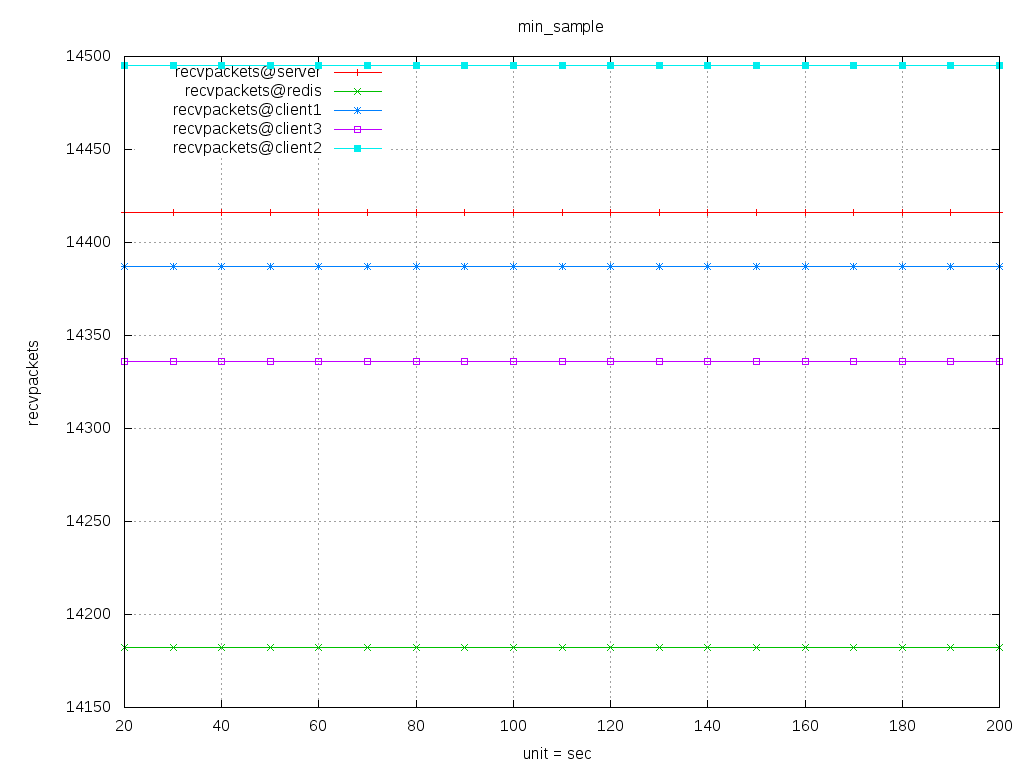 min_sample
14500
14450
14400
14350
14300
14250
14200
14150
recvpackets
recvpackets@server
recvpackets@redis
recvpackets@client1
recvpackets@client3
recvpackets@client2
20 40 60 80 100 120 140 160 180 200
unit = sec